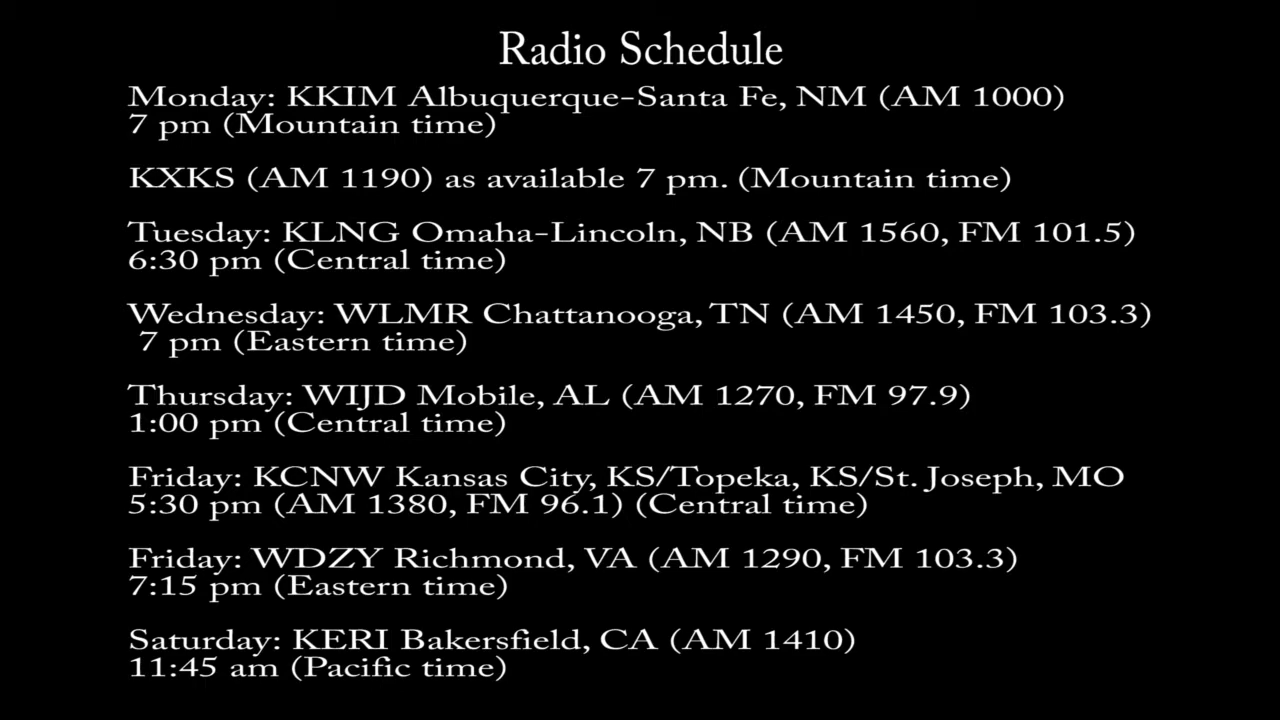 Radio Schedule
Monday: KKIM Albuquerque-Santa Fe, NM (AM 1000)
7 pm (Mountain time)
KXKS (AM 1190) as available 7 pm. (Mountain time)
Tuesday: KLNG Omaha-Lincoln, NB (AM 1560, FM 101.5)
6:30 pm (Central time)
Wednesday: WLMR Chattanooga, TN (AM 1450, FM 103.3)
7 pm (Eastern time)
Thursday: WIJD Mobile, AL (AM 1270, FM 97.9)
1:00 pm (Central time)
Friday: KCNW Kansas City, KS/Topeka, KS/St. Joseph, MO
5:30 pm (AM 1380, FM 96.1) (Central time)
Friday: WDZY Richmond, VA (AM 1290, FM 103.3)
7:15 pm (Eastern time)
Saturday: KERI Bakersfield, CA (AM 1410)
11:45 am (Pacific time)